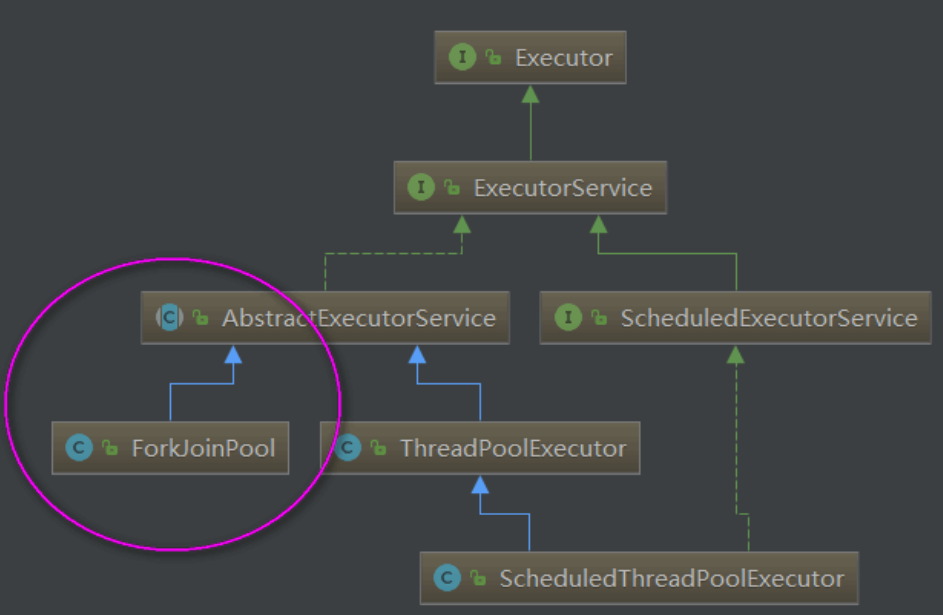 I Executor
I ExecutorService
C AbstractExecutorService
I ScheduledExecutorService
C ForkJoinPool
C ThreadPoolExecutor
C ScheduledThreadPoolExecutor